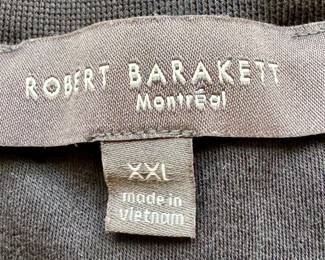 ROBERT BARAKETT
Montréal
XXL
made in
vietnam